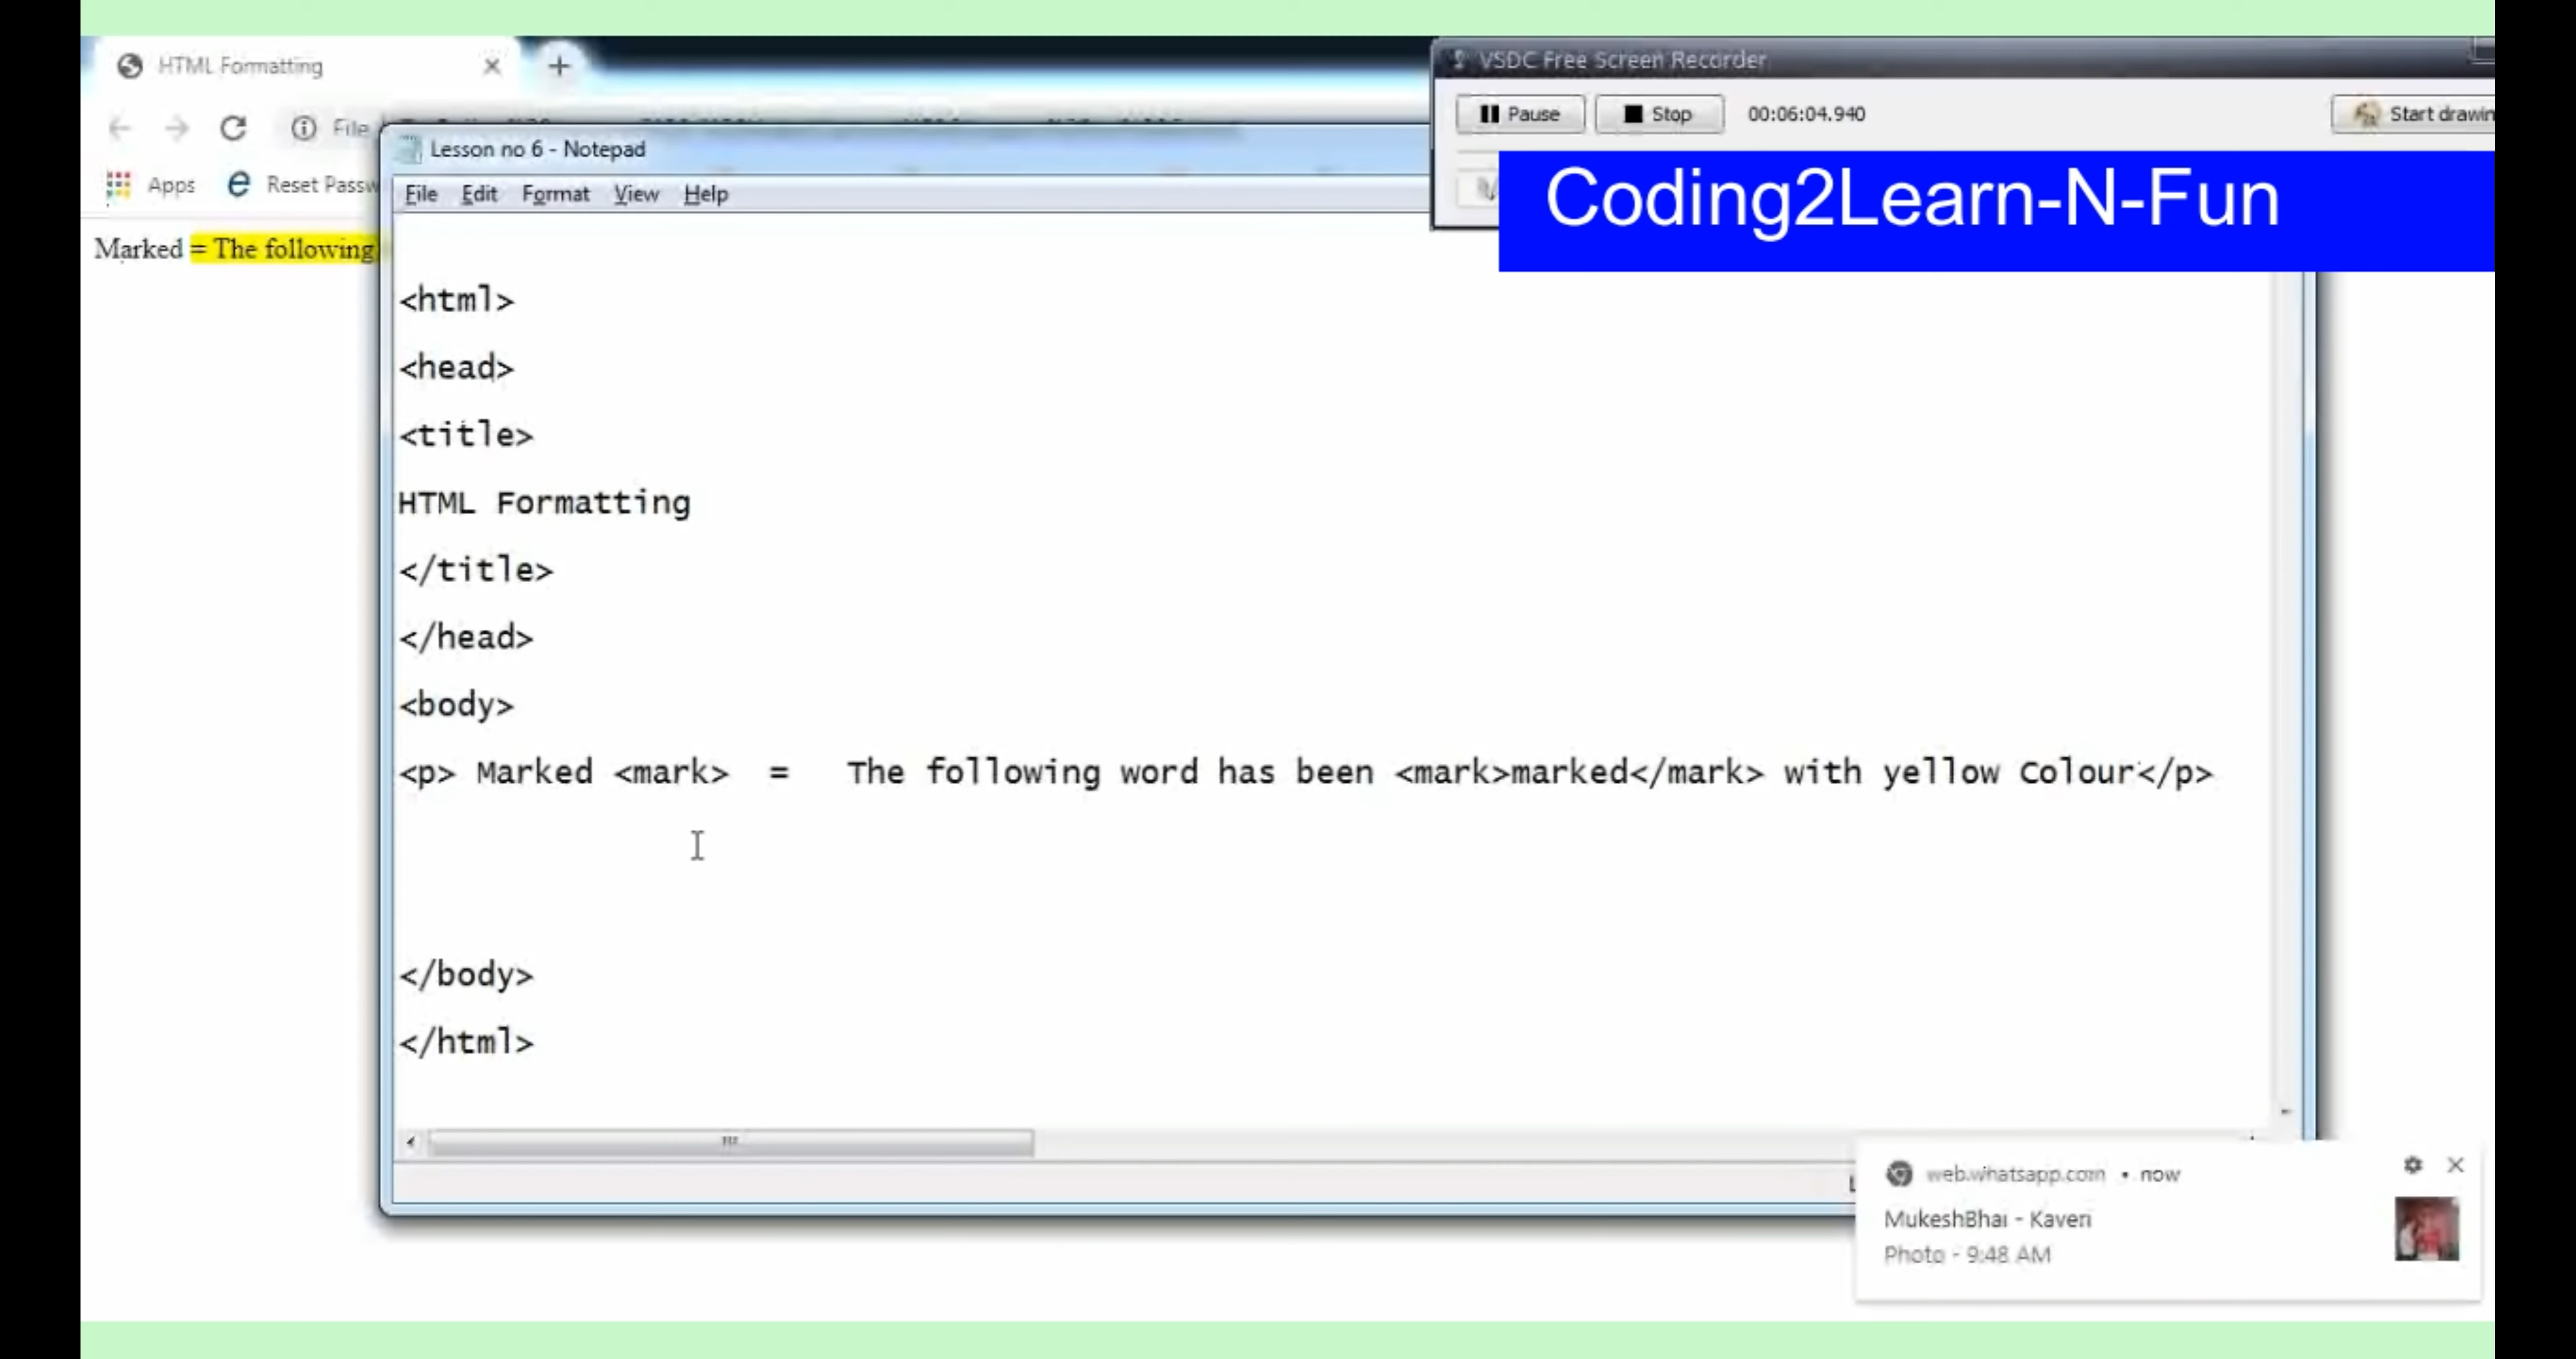 HTML Formatting
VSDC Free Screen Recorder
Pause Stop 00:06:04.940 Start drawin
File
Lesson no 6 - Notepad
Apps Reset Passw
File Edit Format View Help
Coding2Learn-N-Fun
Marked = The following
<html>
<head>
<title>
HTML Formatting
</title>
</head>
<body>
<p> Marked <mark> = The following word has been <mark>marked</mark> with yellow Colour</p>
</body>
</html>
web.whatsapp.com • now
MukeshBhai - Kaveri
Photo - 9:48 AM